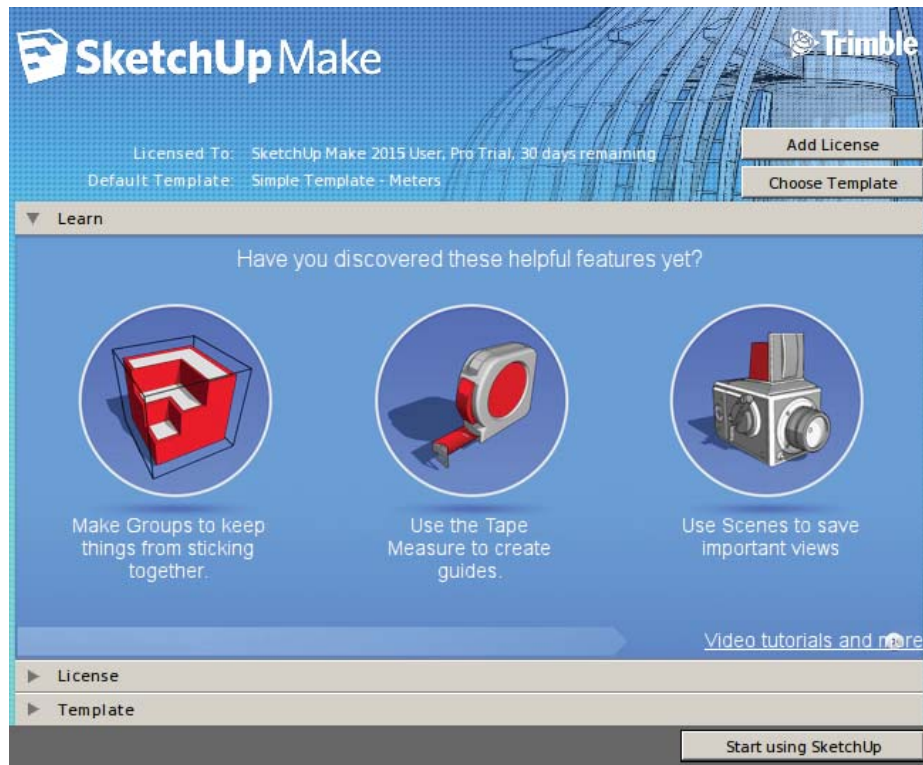 SketchUp Make
Trimble
Licensed To: SketchUp Make 2015 User, Pro Trial, 30 days remaining
Add License
Default Template: Simple Template - Meters
Choose Template
Learn
Have you discovered these helpful features yet?
Make Groups to keep
things from sticking
together.
Use the Tape
Measure to create
guides.
Use Scenes to save
important views
Video tutorials and more
License
Template
Start using SketchUp